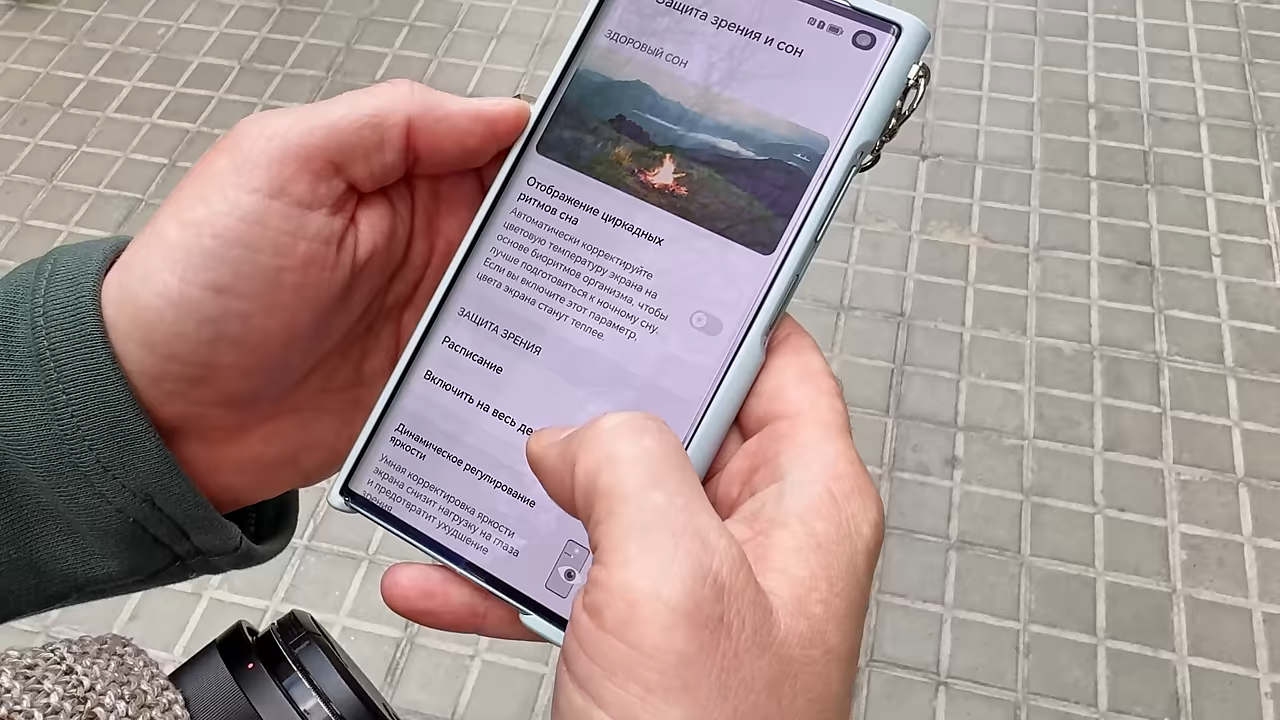 Защита зрения и сон
ЗДОРОВЫЙ СОН
Отображение циркадных
ритмов сна
Автоматически корректируйте
цветовую температуру экрана на
основе биоритмов организма, чтобы
лучше подготовиться к ночному сну.
Если вы включите этот параметр,
цвета экрана станут теплее.
ЗАЩИТА ЗРЕНИЯ
Расписание
Включить на весь де
Динамическое регулирование
яркости
Умная корректировка яркости
экрана снизит нагрузку на глаза
и предотвратит ухудшение
зрения